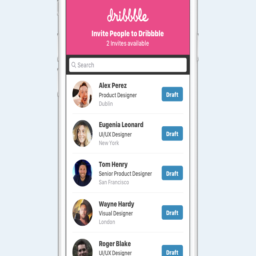 dribbble
Invite People to Dribbble
2 Invites available
Search
Alex Perez
Product Designer
Dublin
Draft
Eugenia Leonard
UI/UX Designer
New York
Draft
Tom Henry
Senior Product Designer
San Francisco
Draft
Wayne Hardy
Visual Designer
London
Draft
Roger Blake
UI/UX Designer
Draft